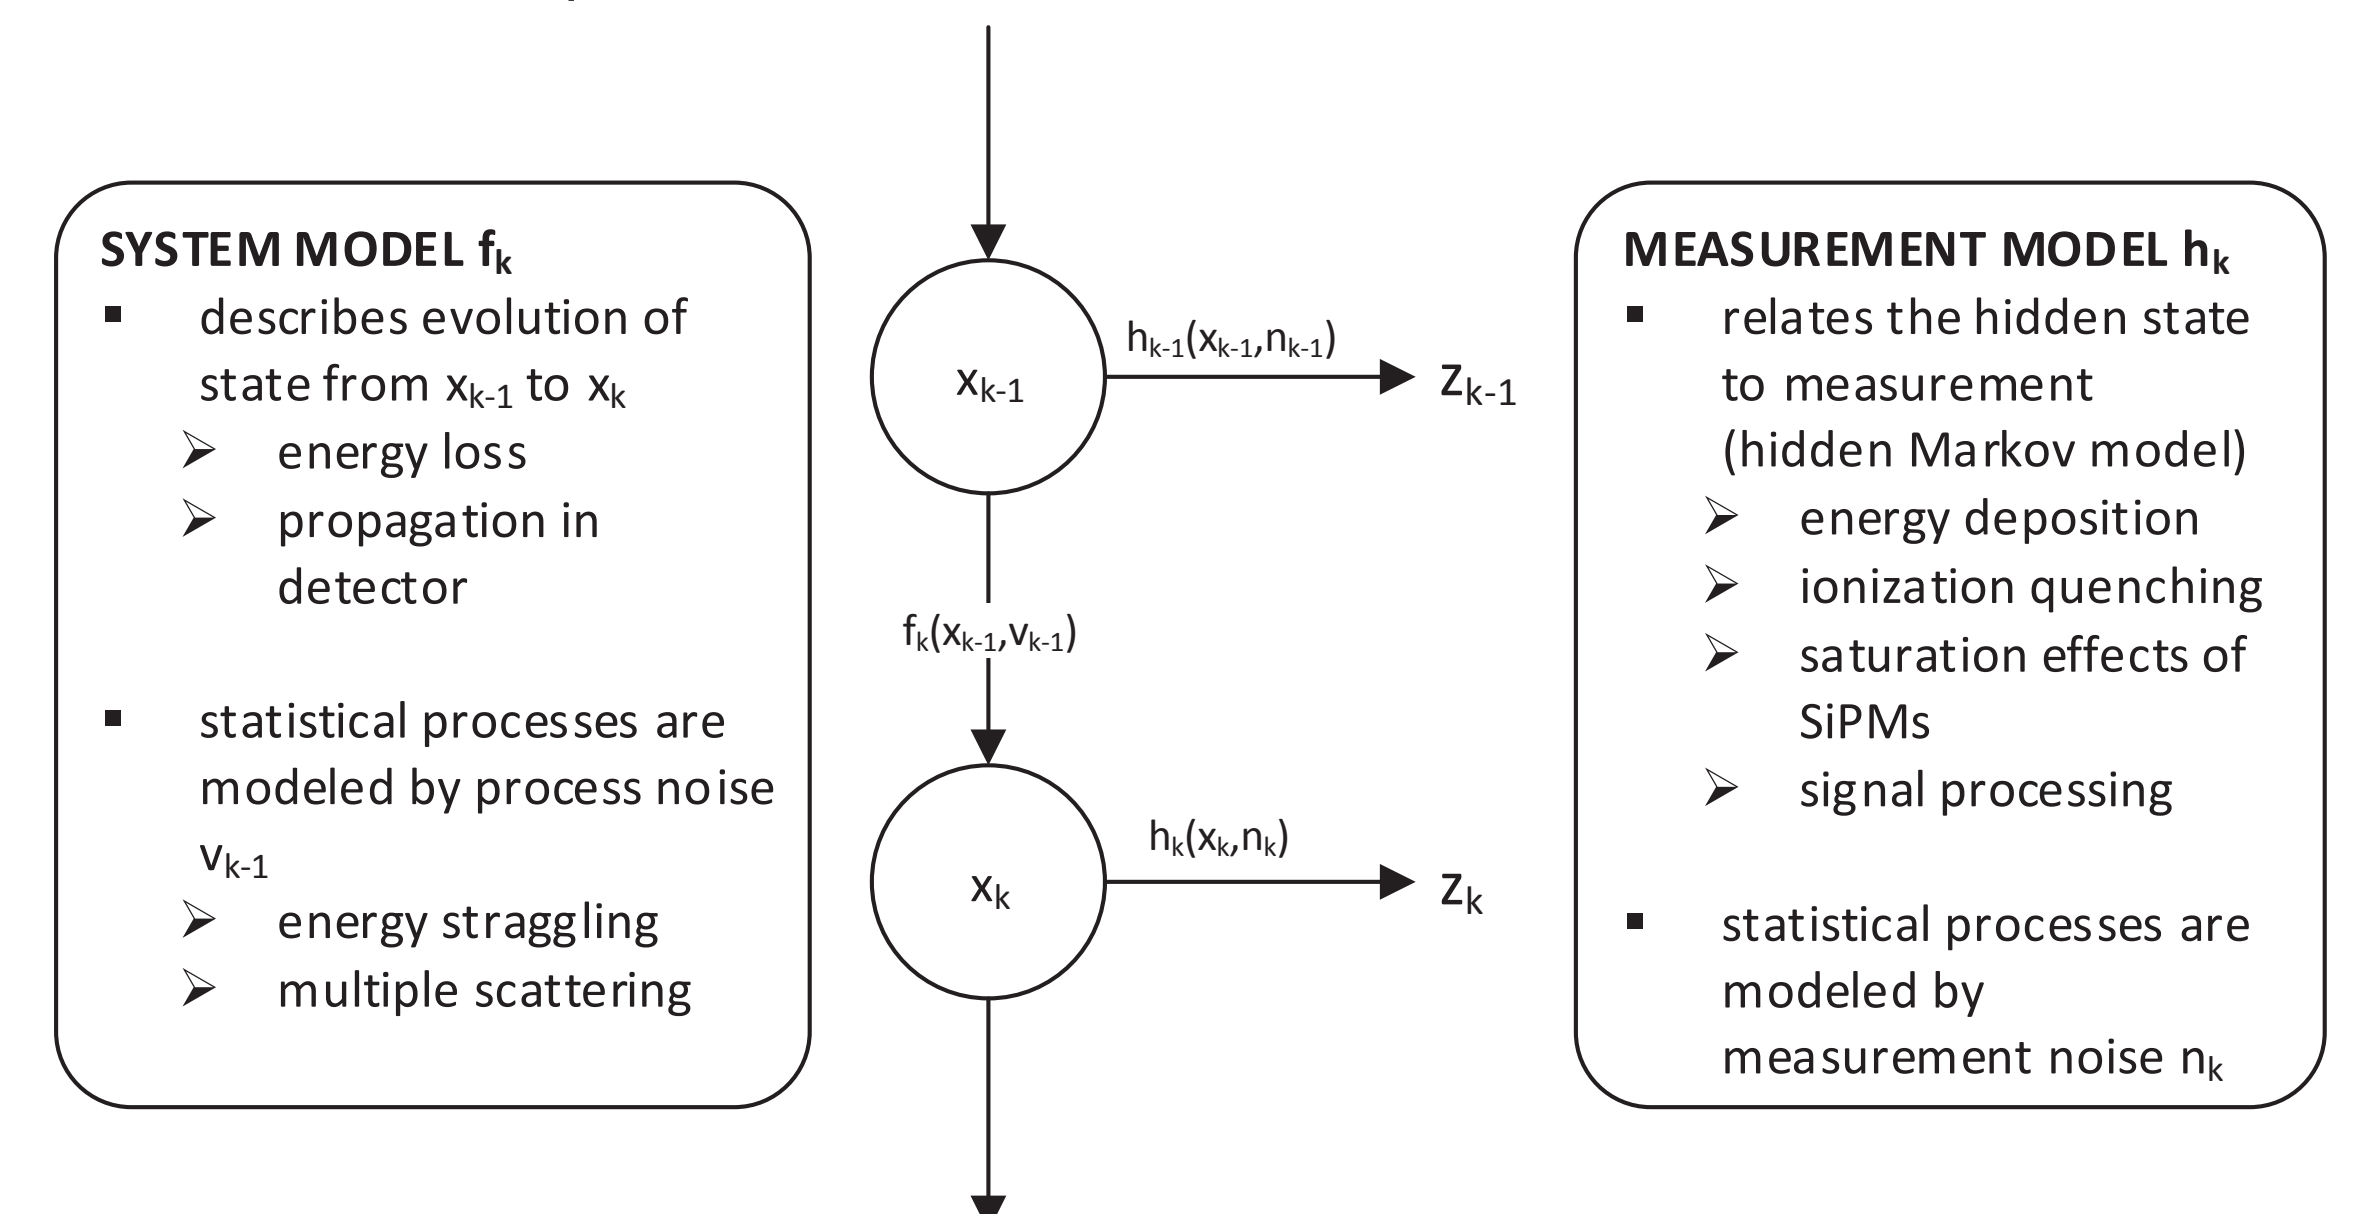 SYSTEM MODEL fₖ
▪ describes evolution of
state from xₖ₋₁ to xₖ
➢ energy loss
➢ propagation in
detector
▪ statistical processes are
modeled by process noise
vₖ₋₁
➢ energy straggling
➢ multiple scattering
xₖ₋₁
hₖ₋₁(xₖ₋₁,nₖ₋₁)
zₖ₋₁
fₖ(xₖ₋₁,vₖ₋₁)
xₖ
hₖ(xₖ,nₖ)
zₖ
MEASUREMENT MODEL hₖ
▪ relates the hidden state
to measurement
(hidden Markov model)
➢ energy deposition
➢ ionization quenching
➢ saturation effects of
SiPMs
➢ signal processing
▪ statistical processes are
modeled by
measurement noise nₖ